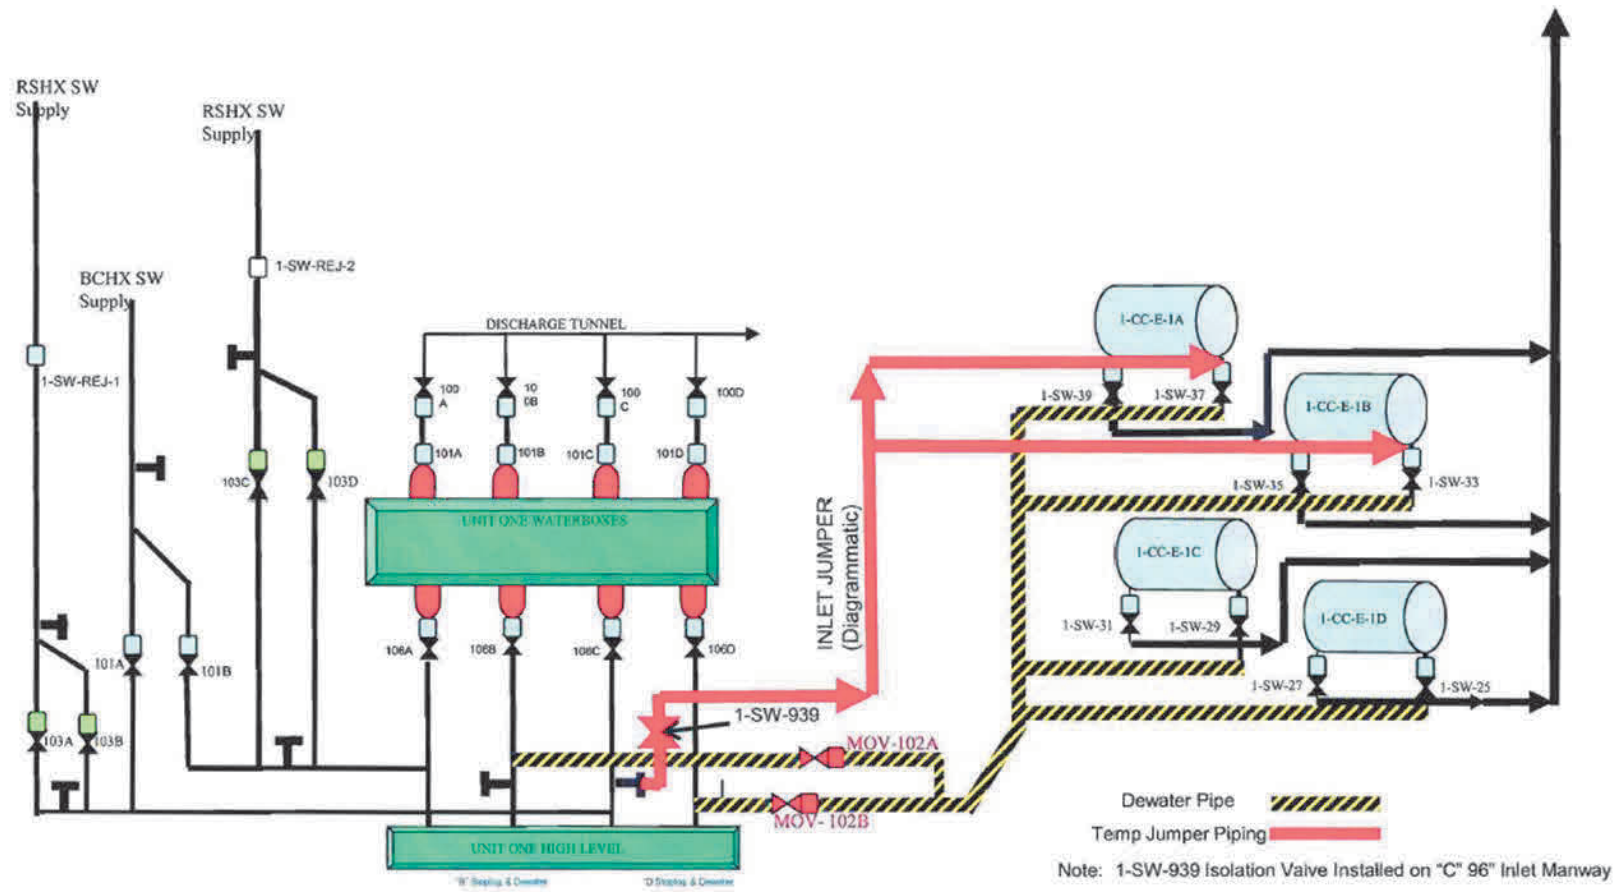 RSHX SW
Supply
RSHX SW
Supply
1-SW-REJ-2
BCHX SW
Supply
1-SW-REJ-1
DISCHARGE TUNNEL
100
A
10
0B
100
C
100D
101A
101B
101C
101D
103C
103D
UNIT ONE WATERBOXES
106A
106B
106C
106D
101A
101B
103A
103B
INLET JUMPER
(Diagrammatic)
1-SW-939
MOV-102A
MOV- 102B
UNIT ONE HIGH LEVEL
"B" Stoplog & Dewater
"D Stoplog & Dewater
1-CC-E-1A
1-SW-39
1-SW-37
1-CC-E-1B
1-SW-35
1-SW-33
1-CC-E-1C
1-SW-31
1-SW-29
1-CC-E-1D
1-SW-27
1-SW-25
Dewater Pipe
Temp Jumper Piping
Note: 1-SW-939 Isolation Valve Installed on "C" 96" Inlet Manway